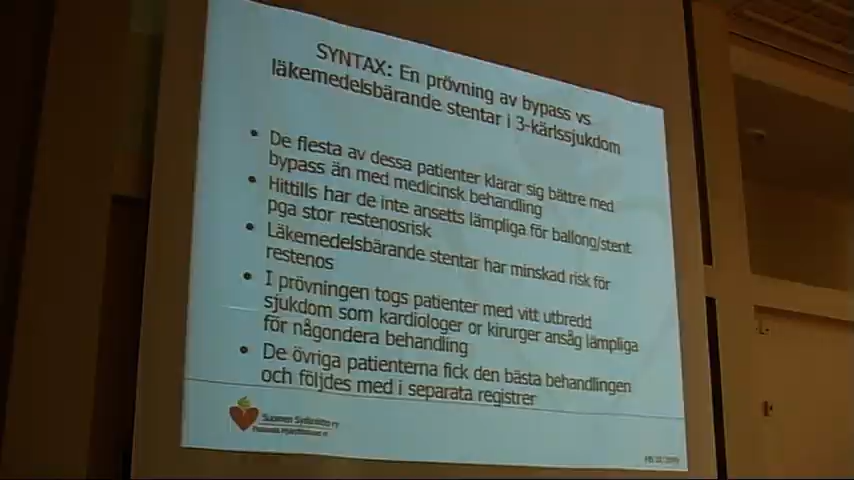 SYNTAX: En prövning av bypass vs
läkemedelsbärande stentar i 3-kärlssjukdom
• De flesta av dessa patienter klarar sig bättre med
bypass än med medicinsk behandling
• Hittills har de inte ansetts lämpliga för ballong/stent
pga stor restenosrisk
• Läkemedelsbärande stentar har minskad risk för
restenos
• I prövningen togs patienter med vitt utbredd
sjukdom som kardiologer or kirurger ansåg lämpliga
för någondera behandling
• De övriga patienterna fick den bästa behandlingen
och följdes med i separata registrer
Suomen Sydänliitto ry